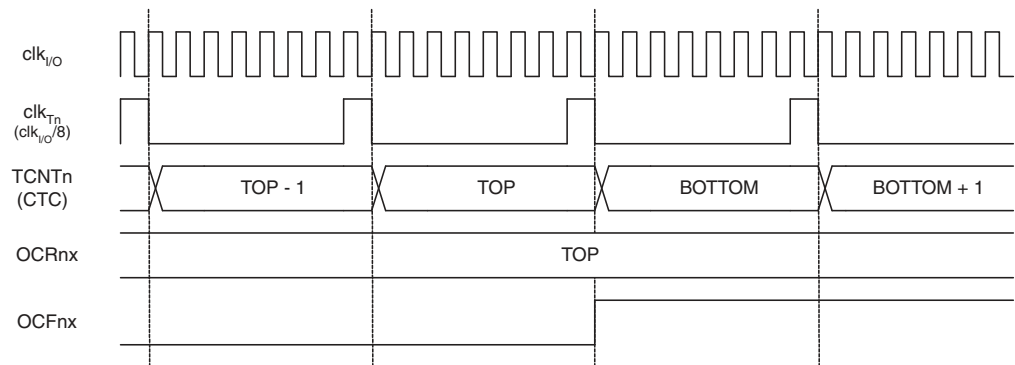 clkI/O
clkTn
(clkI/O/8)
TCNTn
(CTC)
TOP - 1
TOP
BOTTOM
BOTTOM + 1
OCRnx
TOP
OCFnx